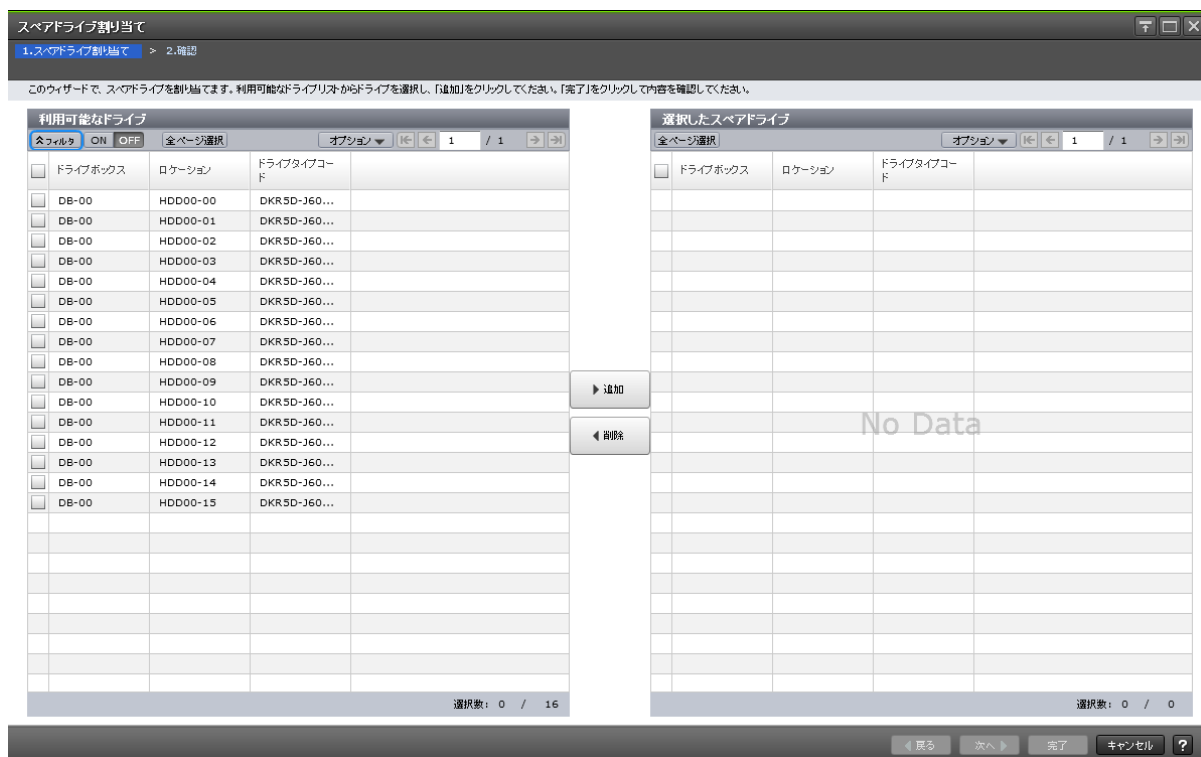 スペアドライブ割り当て
1.スペアドライブ割り当て > 2.確認
このウィザードで、スペアドライブを割り当てます。利用可能なドライブリストからドライブを選択し、「追加」をクリックしてください。「完了」をクリックして内容を確認してください。
利用可能なドライブ
フィルタ ON OFF 全ページ選択 オプション 1 / 1
ドライブボックス ロケーション ドライブタイプコード
DB-00 HDD00-00 DKR5D-J60...
DB-00 HDD00-01 DKR5D-J60...
DB-00 HDD00-02 DKR5D-J60...
DB-00 HDD00-03 DKR5D-J60...
DB-00 HDD00-04 DKR5D-J60...
DB-00 HDD00-05 DKR5D-J60...
DB-00 HDD00-06 DKR5D-J60...
DB-00 HDD00-07 DKR5D-J60...
DB-00 HDD00-08 DKR5D-J60...
DB-00 HDD00-09 DKR5D-J60...
DB-00 HDD00-10 DKR5D-J60...
DB-00 HDD00-11 DKR5D-J60...
DB-00 HDD00-12 DKR5D-J60...
DB-00 HDD00-13 DKR5D-J60...
DB-00 HDD00-14 DKR5D-J60...
DB-00 HDD00-15 DKR5D-J60...
選択数: 0 / 16
追加
削除
選択したスペアドライブ
全ページ選択 オプション 1 / 1
ドライブボックス ロケーション ドライブタイプコード
No Data
選択数: 0 / 0
戻る 次へ 完了 キャンセル ?